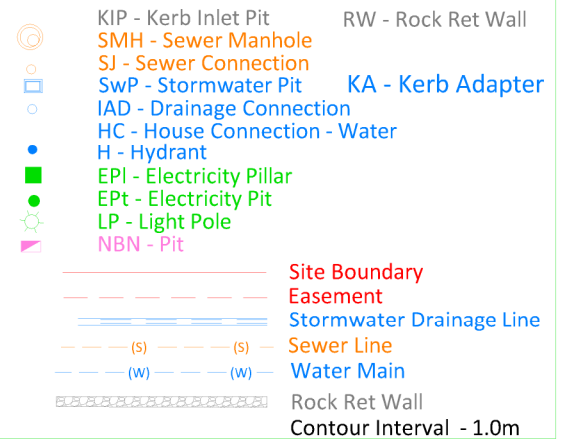 KIP - Kerb Inlet Pit
RW - Rock Ret Wall
SMH - Sewer Manhole
SJ - Sewer Connection
SwP - Stormwater Pit
KA - Kerb Adapter
IAD - Drainage Connection
HC - House Connection - Water
H - Hydrant
EPl - Electricity Pillar
EPt - Electricity Pit
LP - Light Pole
NBN - Pit
Site Boundary
Easement
Stormwater Drainage Line
(S) (S) Sewer Line
(W) (W) Water Main
Rock Ret Wall
Contour Interval - 1.0m